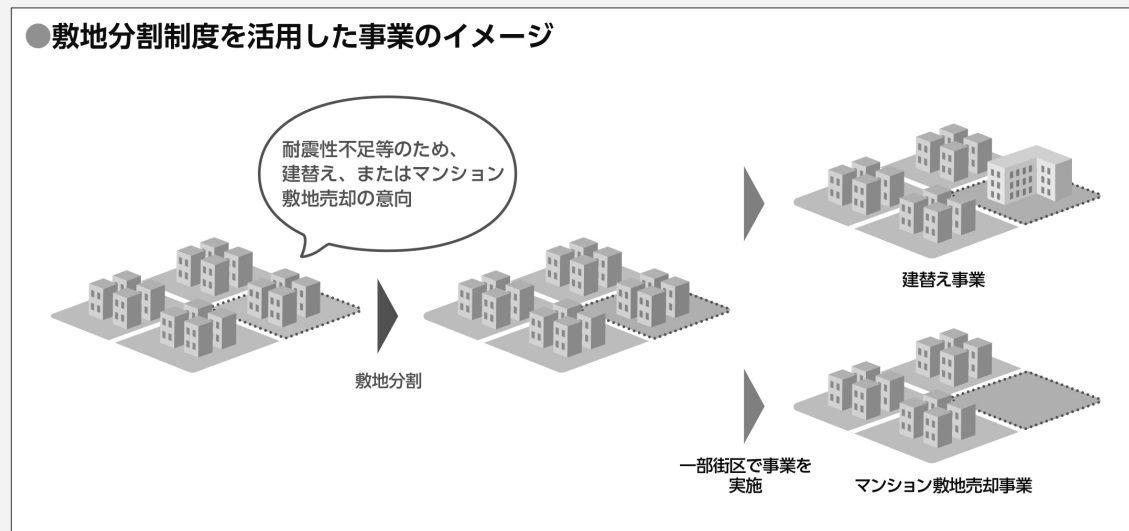 ●敷地分割制度を活用した事業のイメージ
耐震性不足等のため、
建替え、またはマンション
敷地売却の意向
敷地分割
建替え事業
一部街区で事業を
実施
マンション敷地売却事業